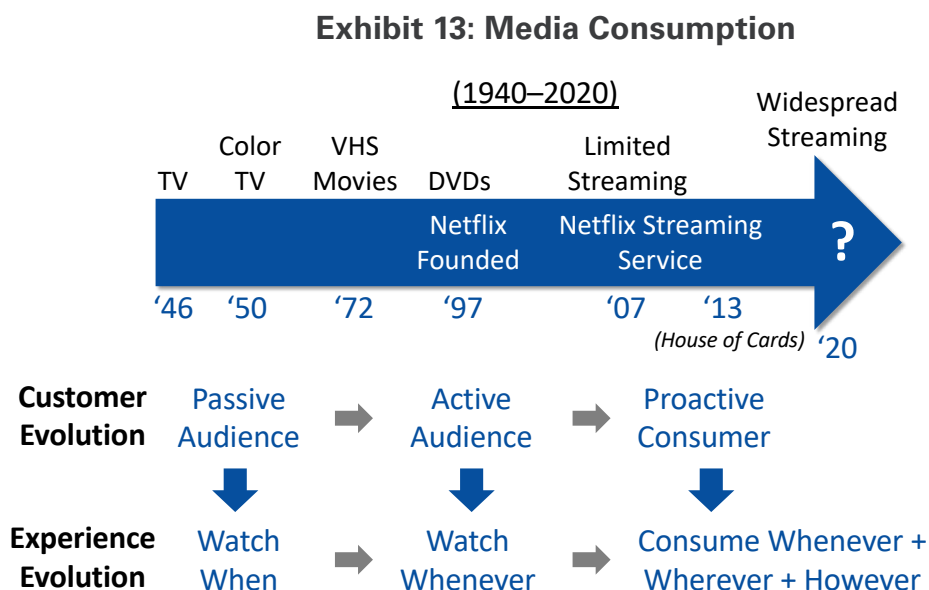 Exhibit 13: Media Consumption
(1940–2020)
Widespread
Streaming
Color
TV
VHS
Movies
Limited
Streaming
TV
DVDs
Netflix
Founded
Netflix Streaming
Service
?
‘46
‘50
‘72
‘97
‘07
‘13
(House of Cards)
‘20
Customer
Evolution
Passive
Audience
Active
Audience
Proactive
Consumer
Experience
Evolution
Watch
When
Watch
Whenever
Consume Whenever +
Wherever + However